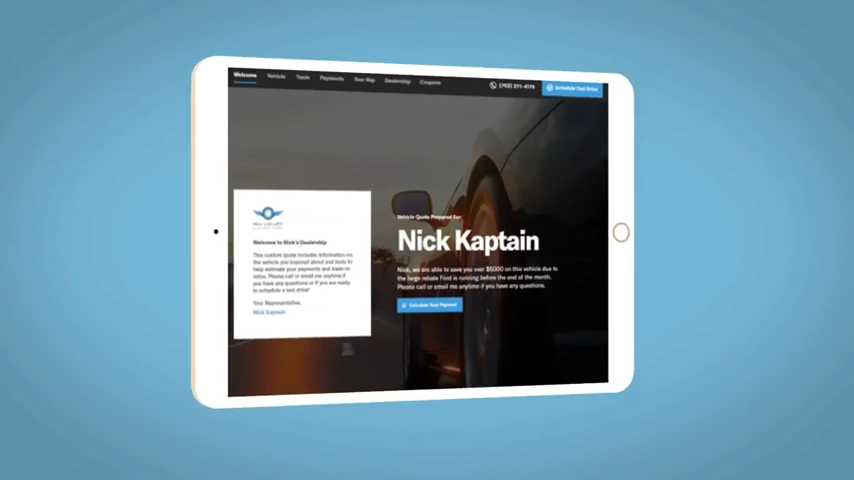 Welcome Vehicle Trade Payments Your Rep Dealership Coupons
Schedule Test Drive
Welcome to Nick's Dealership
This custom quote includes information on
the vehicle you inquired about and tools to
help estimate your payments and trade-in
value. Please call or email me anytime if
you have any questions or if you are ready
to schedule a test drive!
Your Representative,
Nick Kaptain
Vehicle Quote Prepared For:
Nick Kaptain
Nick, we are able to save you over $5000 on this vehicle due to
the large rebate Ford is running before the end of the month.
Please call or email me anytime if you have any questions.
Calculate Your Payment